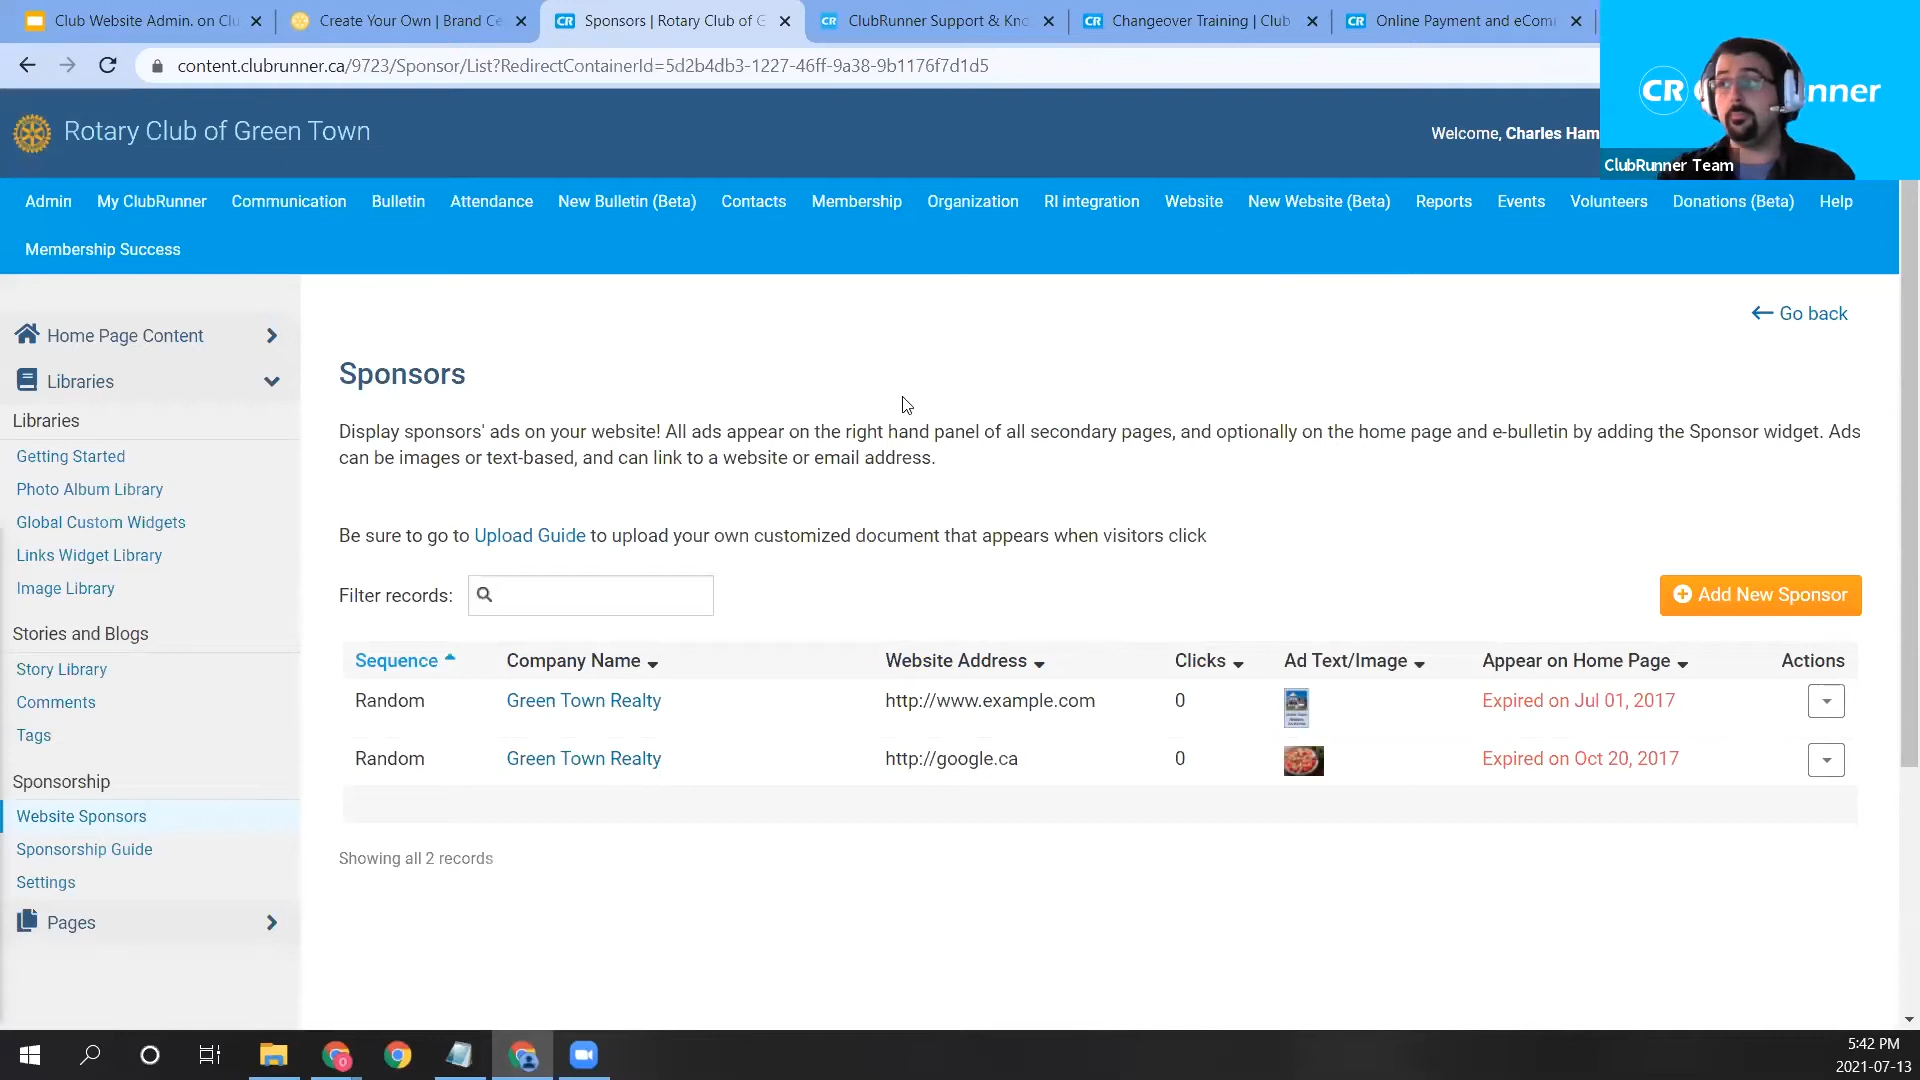 Club Website Admin. on Clu
Create Your Own | Brand Ce
CR Sponsors | Rotary Club of G
CR ClubRunner Support & Kno
CR Changeover Training | Club
CR Online Payment and eCom
content.clubrunner.ca/9723/Sponsor/List?RedirectContainerId=5d2b4db3-1227-46ff-9a38-9b1176f7d1d5
CR
nner
ClubRunner Team
Rotary Club of Green Town
Welcome, Charles Ham
Admin My ClubRunner Communication Bulletin Attendance New Bulletin (Beta) Contacts Membership Organization RI integration Website New Website (Beta) Reports Events Volunteers Donations (Beta) Help
Membership Success
Home Page Content
Libraries
Libraries
Getting Started
Photo Album Library
Global Custom Widgets
Links Widget Library
Image Library
Stories and Blogs
Story Library
Comments
Tags
Sponsorship
Website Sponsors
Sponsorship Guide
Settings
Pages
Go back
Sponsors
Display sponsors' ads on your website! All ads appear on the right hand panel of all secondary pages, and optionally on the home page and e-bulletin by adding the Sponsor widget. Ads
can be images or text-based, and can link to a website or email address.
Be sure to go to Upload Guide to upload your own customized document that appears when visitors click
Filter records:
Add New Sponsor
Sequence Company Name Website Address Clicks Ad Text/Image Appear on Home Page Actions
Random Green Town Realty http://www.example.com 0 Expired on Jul 01, 2017
Random Green Town Realty http://google.ca 0 Expired on Oct 20, 2017
Showing all 2 records
5:42 PM
2021-07-13